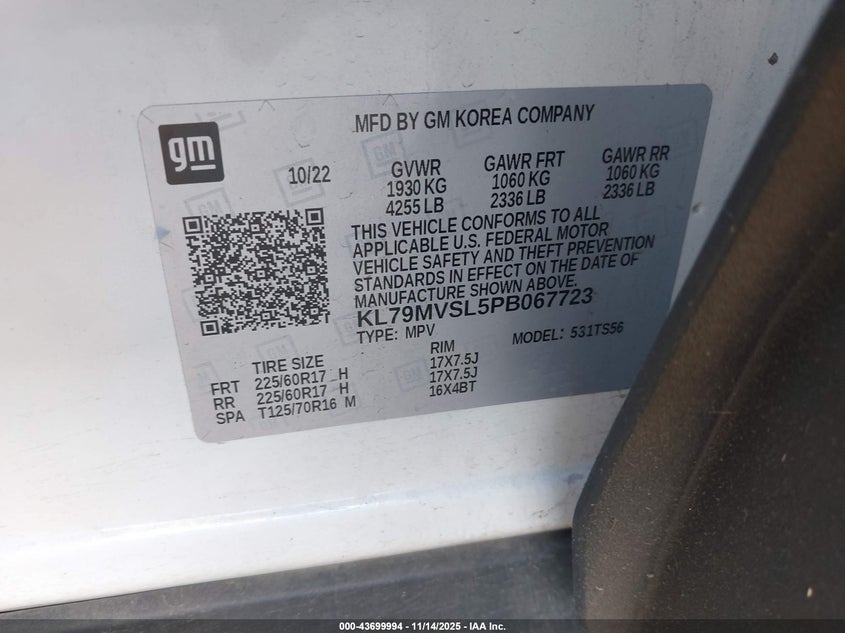 gm
MFD BY GM KOREA COMPANY
10/22
GVWR
1930 KG
4255 LB
GAWR FRT
1060 KG
2336 LB
GAWR RR
1060 KG
2336 LB
THIS VEHICLE CONFORMS TO ALL
APPLICABLE U.S. FEDERAL MOTOR
VEHICLE SAFETY AND THEFT PREVENTION
STANDARDS IN EFFECT ON THE DATE OF
MANUFACTURE SHOWN ABOVE.
KL79MVSL5PB067723
TYPE: MPV MODEL: 531TS56
TIRE SIZE RIM
FRT 225/60R17 H 17X7.5J
RR 225/60R17 H 17X7.5J
SPA T125/70R16 M 16X4BT
000-43699994 - 11/14/2025 - IAA Inc.